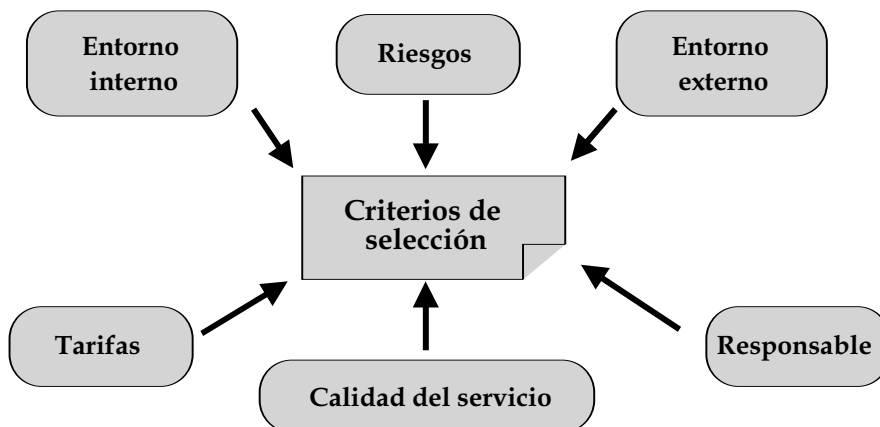 Entorno
interno
Riesgos
Entorno
externo
Criterios de
selección
Tarifas
Calidad del servicio
Responsable